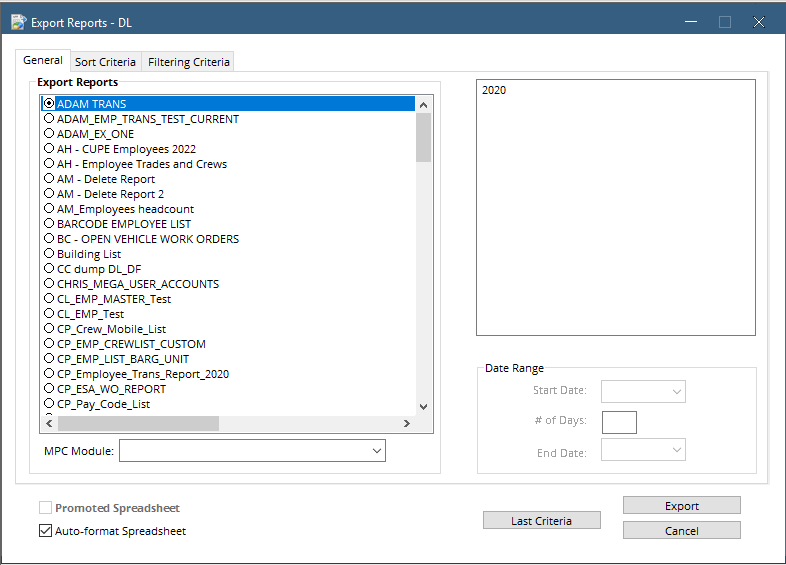 Export Reports - DL
General
Sort Criteria
Filtering Criteria
Export Reports
ADAM TRANS
ADAM_EMP_TRANS_TEST_CURRENT
ADAM_EX_ONE
AH - CUPE Employees 2022
AH - Employee Trades and Crews
AM - Delete Report
AM - Delete Report 2
AM_Employees headcount
BARCODE EMPLOYEE LIST
BC - OPEN VEHICLE WORK ORDERS
Building List
CC dump DL_DF
CHRIS_MEGA_USER_ACCOUNTS
CL_EMP_MASTER_Test
CL_EMP_Test
CP_Crew_Mobile_List
CP_EMP_CREWLIST_CUSTOM
CP_EMP_LIST_BARG_UNIT
CP_Employee_Trans_Report_2020
CP_ESA_WO_REPORT
CP_Pay_Code_List
MPC Module:
2020
Date Range
Start Date:
# of Days:
End Date:
Promoted Spreadsheet
Auto-format Spreadsheet
Last Criteria
Export
Cancel